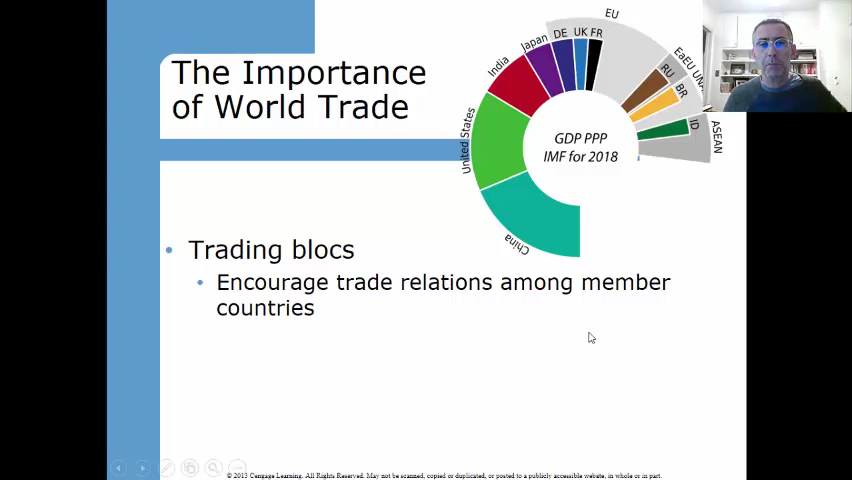 The Importance
of World Trade
EU
DE
UK
FR
Japan
India
United States
China
EaEU
RU
BR
ID
ASEAN
GDP PPP
IMF for 2018
• Trading blocs
• Encourage trade relations among member
countries
© 2013 Cengage Learning. All Rights Reserved. May not be scanned, copied or duplicated, or posted to a publicly accessible website, in whole or in part.